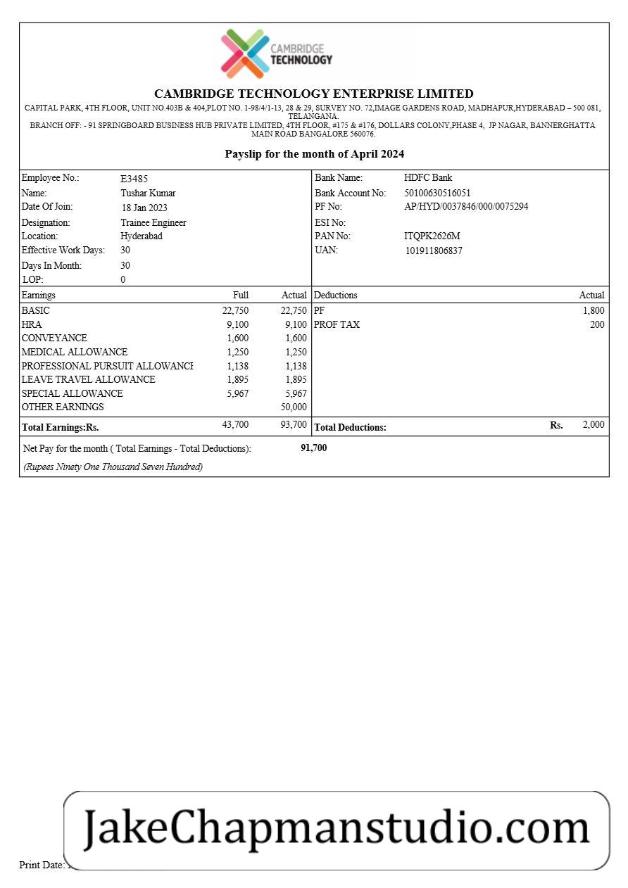 CAMBRIDGE
TECHNOLOGY
CAMBRIDGE TECHNOLOGY ENTERPRISE LIMITED
CAPITAL PARK, 4TH FLOOR, UNIT NO.403B & 404,PLOT NO. 1-98/4/1-13, 28 & 29, SURVEY NO. 72,IMAGE GARDENS ROAD, MADHAPUR,HYDERABAD – 500 081,
TELANGANA.
BRANCH OFF: - 91 SPRINGBOARD BUSINESS HUB PRIVATE LIMITED, 4TH FLOOR, #175 & #176, DOLLARS COLONY,PHASE 4, JP NAGAR, BANNERGHATTA
MAIN ROAD BANGALORE 560076.
Payslip for the month of April 2024
Employee No.: E3485 Bank Name: HDFC Bank
Name: Tushar Kumar Bank Account No: 50100630516051
Date Of Join: 18 Jan 2023 PF No: AP/HYD/0037846/000/0075294
Designation: Trainee Engineer ESI No:
Location: Hyderabad PAN No: ITQPK2626M
Effective Work Days: 30 UAN: 101911806837
Days In Month: 30
LOP: 0
Earnings Full Actual Deductions Actual
BASIC 22,750 22,750 PF 1,800
HRA 9,100 9,100 PROF TAX 200
CONVEYANCE 1,600 1,600
MEDICAL ALLOWANCE 1,250 1,250
PROFESSIONAL PURSUIT ALLOWANCE 1,138 1,138
LEAVE TRAVEL ALLOWANCE 1,895 1,895
SPECIAL ALLOWANCE 5,967 5,967
OTHER EARNINGS 50,000
Total Earnings:Rs. 43,700 93,700 Total Deductions: Rs. 2,000
Net Pay for the month ( Total Earnings - Total Deductions): 91,700
(Rupees Ninety One Thousand Seven Hundred)
JakeChapmanstudio.com
Print Date: